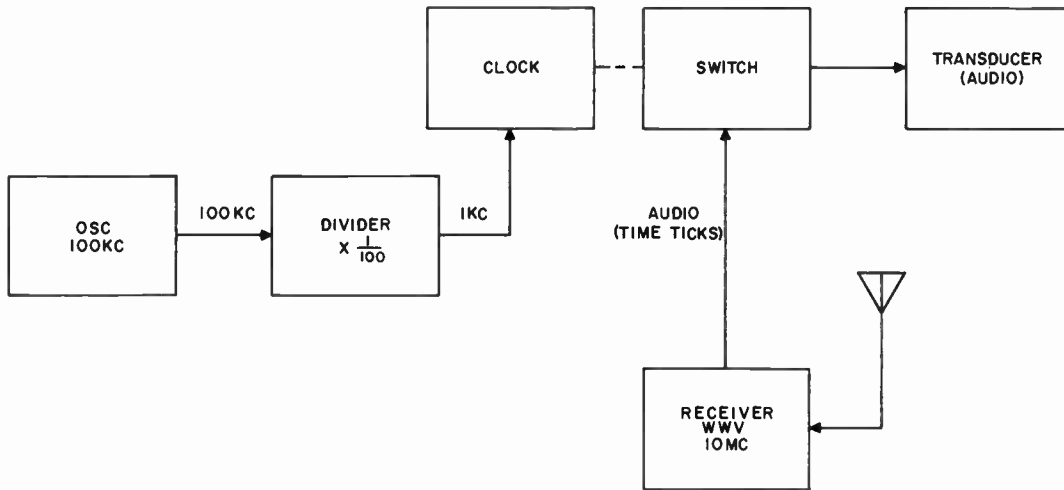 CLOCK
SWITCH
TRANSDUCER
(AUDIO)
OSC
100KC
100KC
DIVIDER
X 1/100
1KC
AUDIO
(TIME TICKS)
RECEIVER
WWV
10MC